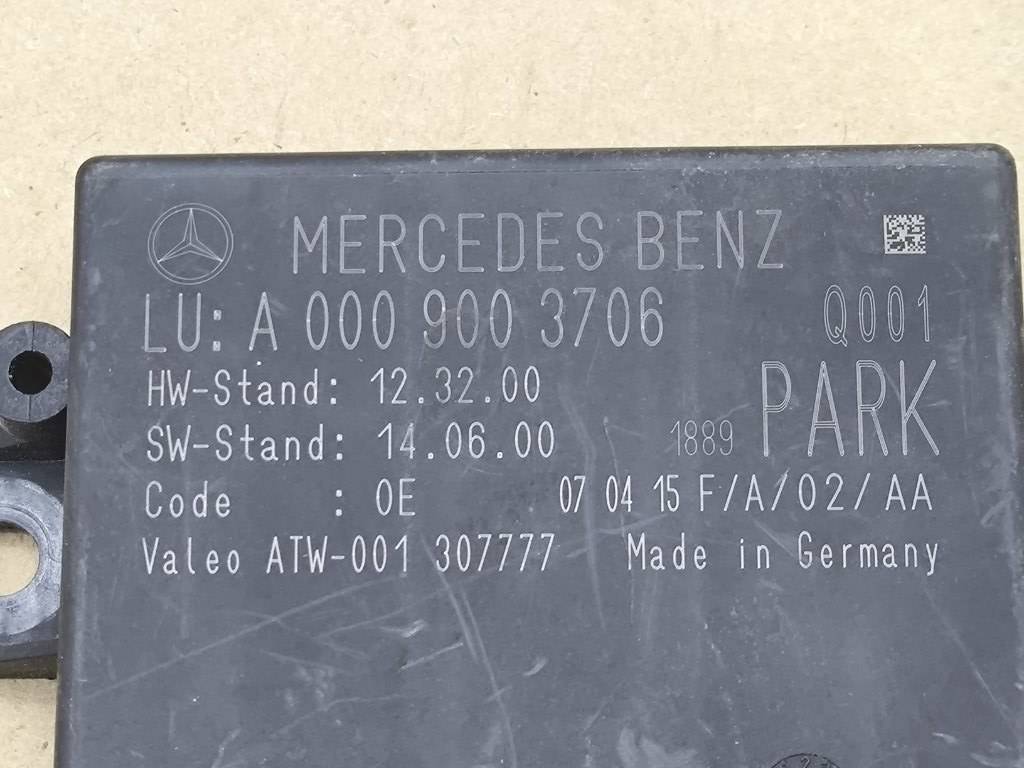 MERCEDES BENZ
LU: A 000 900 3706 Q001
HW-Stand: 12.32.00
SW-Stand: 14.06.00 1889 PARK
Code : 0E 07 04 15 F/A/02/AA
Valeo ATW-001 307777 Made in Germany